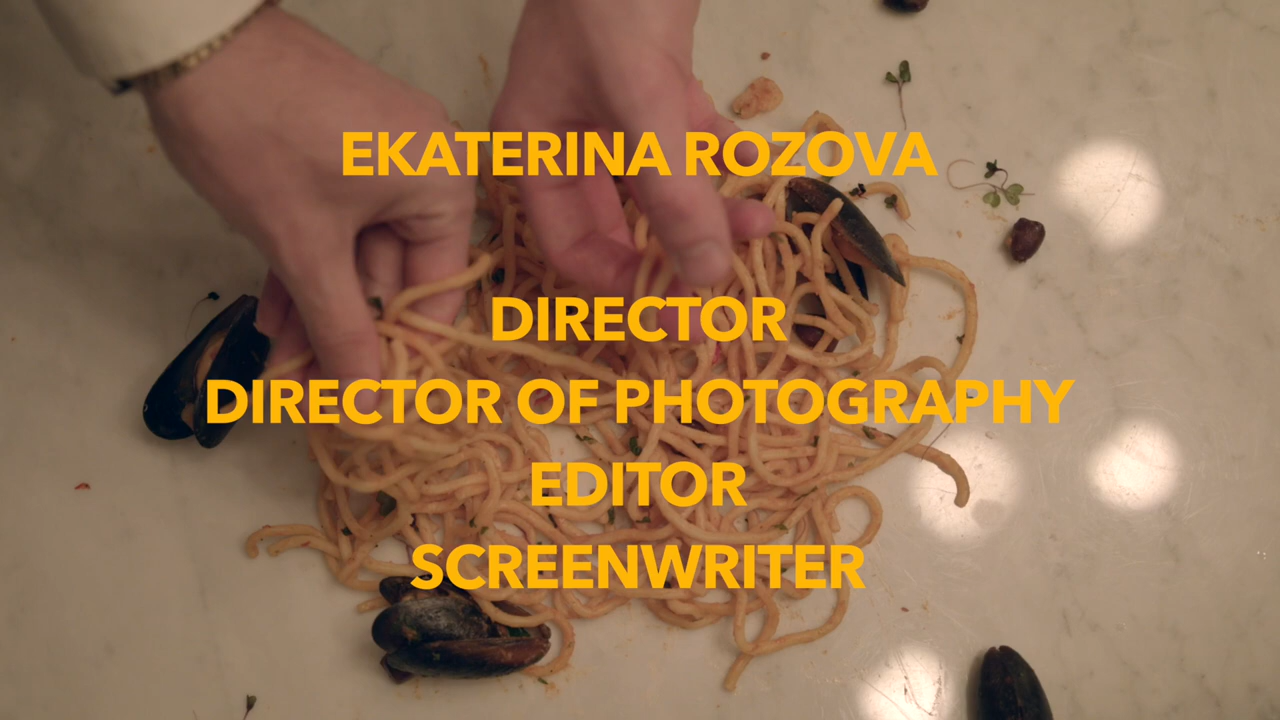 EKATERINA ROZOVA
DIRECTOR
DIRECTOR OF PHOTOGRAPHY
EDITOR
SCREENWRITER